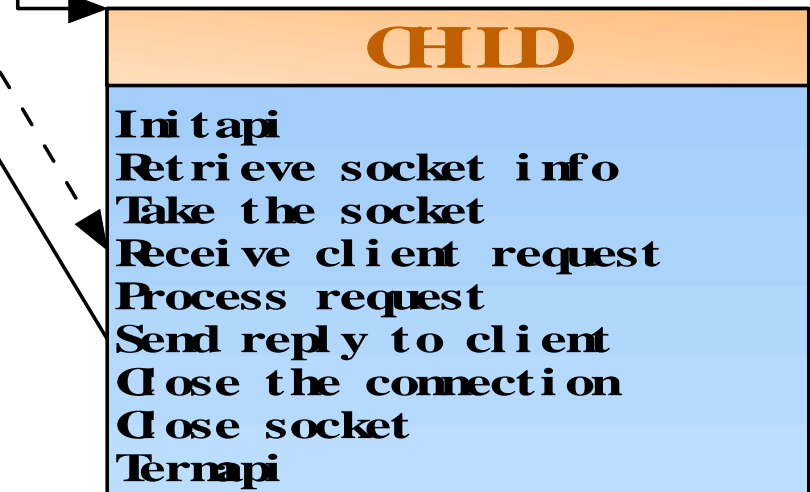 CHILD
Initapi
Retrieve socket info
Take the socket
Receive client request
Process request
Send reply to client
Close the connection
Close socket
Termapi